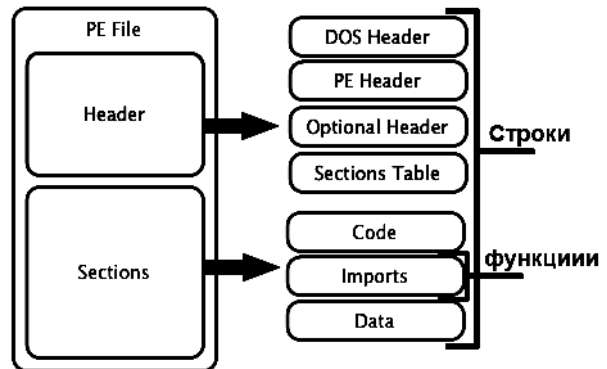 PE File
Header
Sections
DOS Header
PE Header
Optional Header
Sections Table
Code
Imports
Data
Строки
функциии